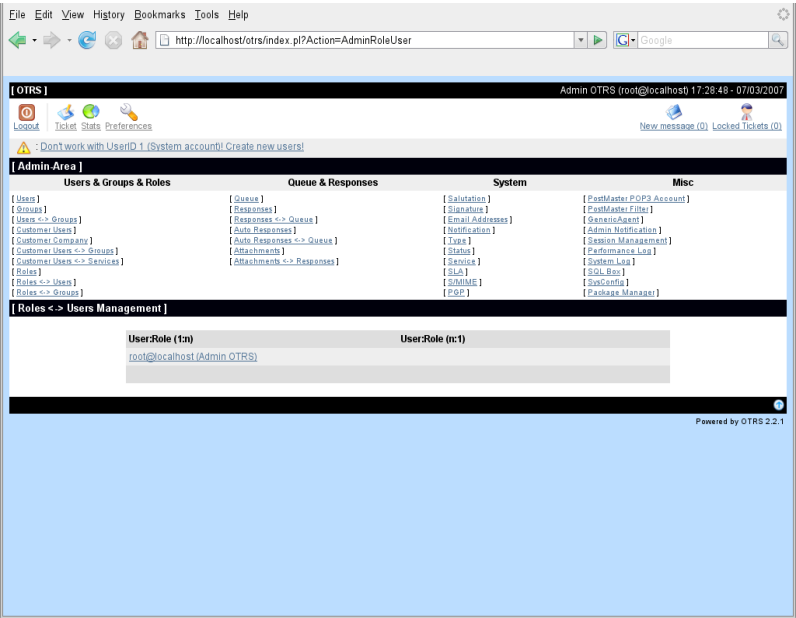 File Edit View History Bookmarks Tools Help
http://localhost/otrs/index.pl?Action=AdminRoleUser
G Google
[ OTRS ]
Admin OTRS (root@localhost) 17:28:48 - 07/03/2007
Logout Ticket Stats Preferences
New message (0) Locked Tickets (0)
: Don't work with UserID 1 (System account)! Create new users!
[ Admin-Area ]
Users & Groups & Roles Queue & Responses System Misc
[ Users ] [ Queue ] [ Salutation ] [ PostMaster POP3 Account ]
[ Groups ] [ Responses ] [ Signature ] [ PostMaster Filter ]
[ Users <-> Groups ] [ Responses <-> Queue ] [ Email Addresses ] [ GenericAgent ]
[ Customer Users ] [ Auto Responses ] [ Notification ] [ Admin Notification ]
[ Customer Company ] [ Auto Responses <-> Queue ] [ Type ] [ Session Management ]
[ Customer Users <-> Groups ] [ Attachments ] [ Status ] [ Performance Log ]
[ Customer Users <-> Services ] [ Attachments <-> Responses ] [ Service ] [ System Log ]
[ Roles ] [ SLA ] [ SQL Box ]
[ Roles <-> Users ] [ S/MIME ] [ SysConfig ]
[ Roles <-> Groups ] [ PGP ] [ Package Manager ]
[ Roles <-> Users Management ]
User:Role (1:n) User:Role (n:1)
root@localhost (Admin OTRS)
Powered by OTRS 2.2.1